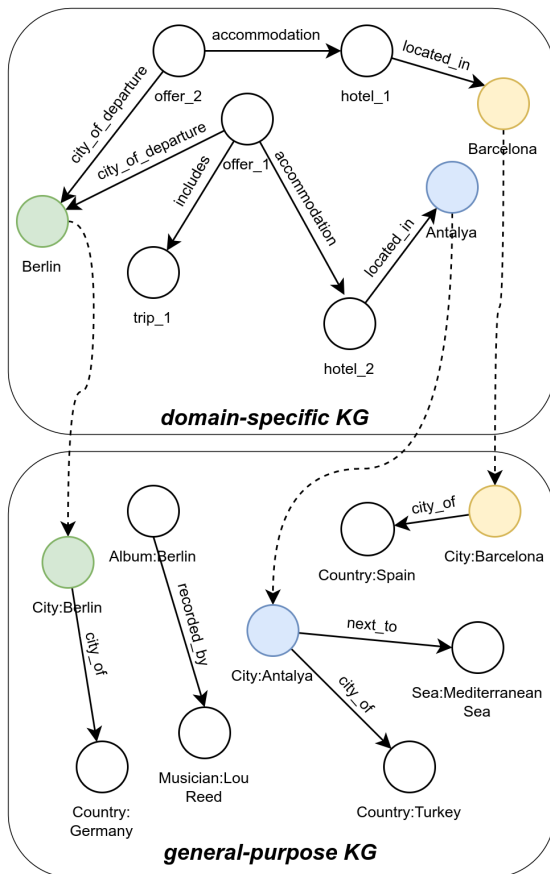 accommodation
located_in
offer_2
hotel_1
city_of_departure
city_of_departure
Barcelona
offer_1
includes
accommodation
located_in
Antalya
Berlin
trip_1
hotel_2
domain-specific KG
city_of
Album:Berlin
Country:Spain
City:Barcelona
City:Berlin
recorded_by
next_to
city_of
City:Antalya
city_of
Sea:Mediterranean
Sea
Musician:Lou
Reed
Country:
Germany
Country:Turkey
general-purpose KG